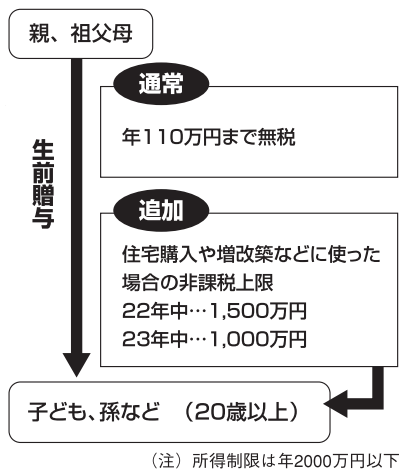 親、祖父母
生前贈与
通常
年110万円まで無税
追加
住宅購入や増改築などに使った
場合の非課税上限
22年中…1,500万円
23年中…1,000万円
子ども、孫など （20歳以上）
（注）所得制限は年2000万円以下